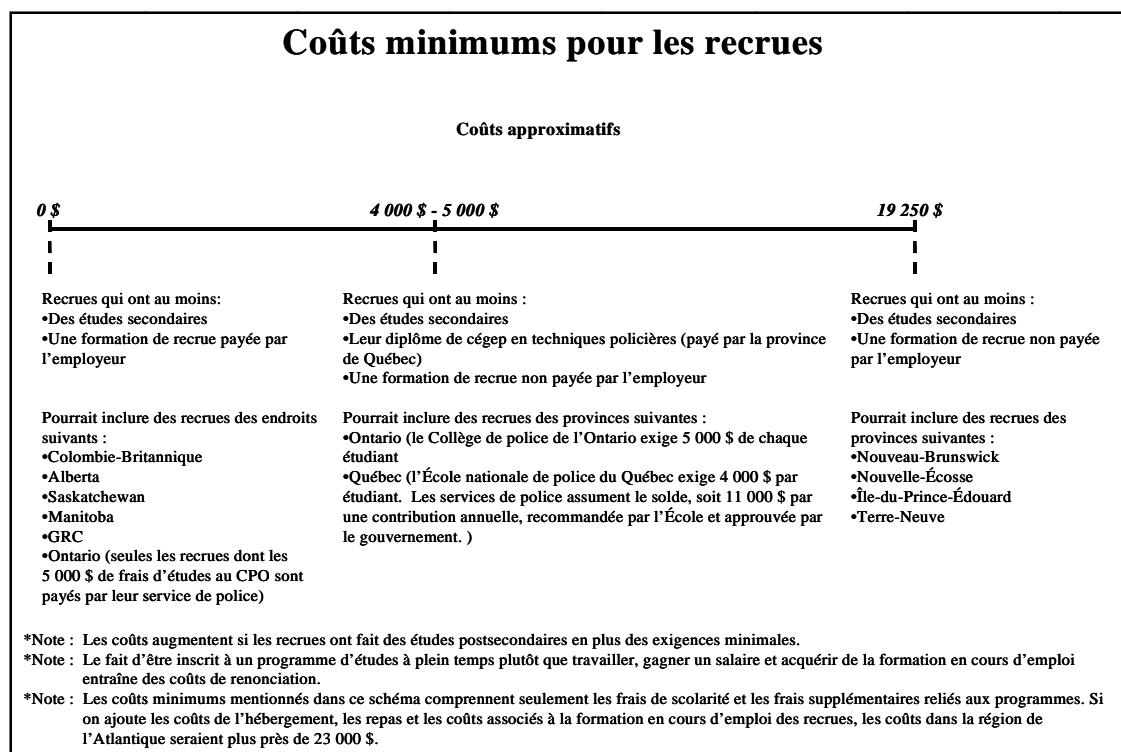 Coûts minimums pour les recrues
Coûts approximatifs
0 $
4 000 $ - 5 000 $
19 250 $
Recrues qui ont au moins:
•Des études secondaires
•Une formation de recrue payée par
l’employeur
Pourrait inclure des recrues des endroits
suivants :
•Colombie-Britannique
•Alberta
•Saskatchewan
•Manitoba
•GRC
•Ontario (seules les recrues dont les
5 000 $ de frais d’études au CPO sont
payés par leur service de police)
Recrues qui ont au moins :
•Des études secondaires
•Leur diplôme de cégep en techniques policières (payé par la province
de Québec)
•Une formation de recrue non payée par l’employeur
Pourrait inclure des recrues des provinces suivantes :
•Ontario (le Collège de police de l’Ontario exige 5 000 $ de chaque
étudiant
•Québec (l’École nationale de police du Québec exige 4 000 $ par
étudiant. Les services de police assument le solde, soit 11 000 $ par
une contribution annuelle, recommandée par l’École et approuvée par
le gouvernement. )
Recrues qui ont au moins :
•Des études secondaires
•Une formation de recrue non payée
par l’employeur
Pourrait inclure des recrues des
provinces suivantes :
•Nouveau-Brunswick
•Nouvelle-Écosse
•Île-du-Prince-Édouard
•Terre-Neuve
*Note : Les coûts augmentent si les recrues ont fait des études postsecondaires en plus des exigences minimales.
*Note : Le fait d’être inscrit à un programme d’études à plein temps plutôt que travailler, gagner un salaire et acquérir de la formation en cours d’emploi
entraîne des coûts de renonciation.
*Note : Les coûts minimums mentionnés dans ce schéma comprennent seulement les frais de scolarité et les frais supplémentaires reliés aux programmes. Si
on ajoute les coûts de l’hébergement, les repas et les coûts associés à la formation en cours d’emploi des recrues, les coûts dans la région de
l’Atlantique seraient plus près de 23 000 $.